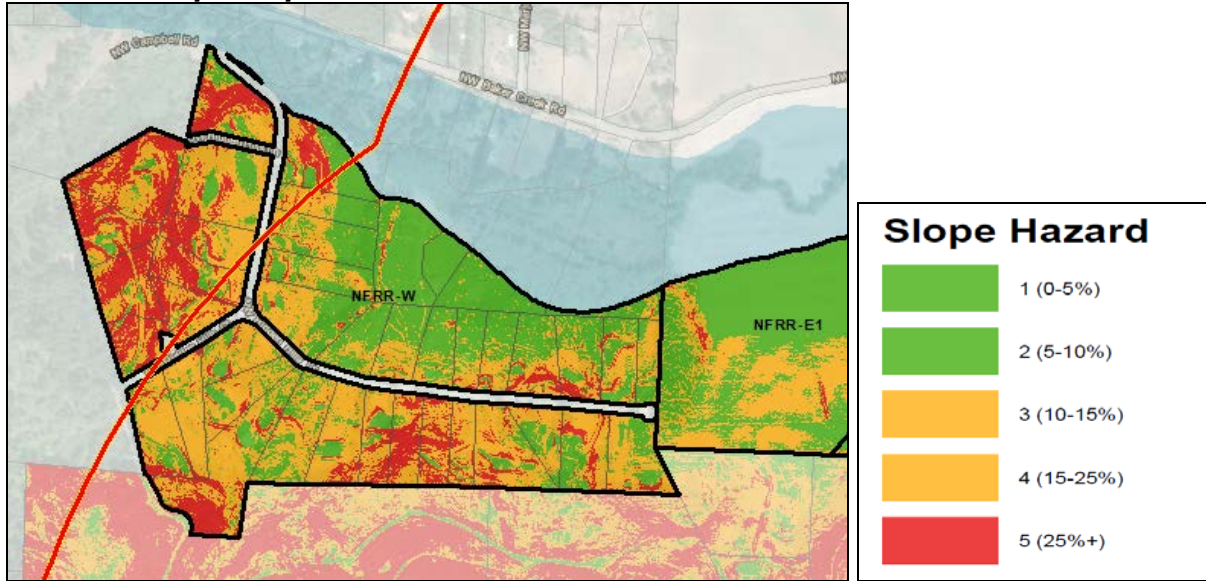 NW Campbell Rd
NW Baker Creek Rd
NW
NFRR-W
NFRR-E1
Slope Hazard
1 (0-5%)
2 (5-10%)
3 (10-15%)
4 (15-25%)
5 (25%+)